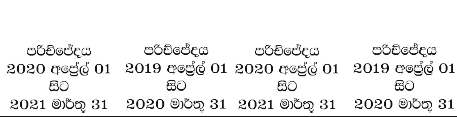 පරිච්ඡේදය පරිච්ඡේදය පරිච්ඡේදය පරිච්ඡේදය
2020 අප්‍රේල් 01 2019 අප්‍රේල් 01 2020 අප්‍රේල් 01 2019 අප්‍රේල් 01
සිට සිට සිට සිට
2021 මාර්තු 31 2020 මාර්තු 31 2021 මාර්තු 31 2020 මාර්තු 31